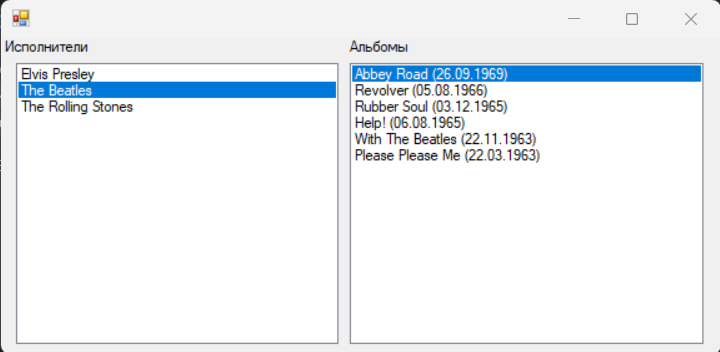 Исполнители
Elvis Presley
The Beatles
The Rolling Stones
Альбомы
Abbey Road (26.09.1969)
Revolver (05.08.1966)
Rubber Soul (03.12.1965)
Help! (06.08.1965)
With The Beatles (22.11.1963)
Please Please Me (22.03.1963)